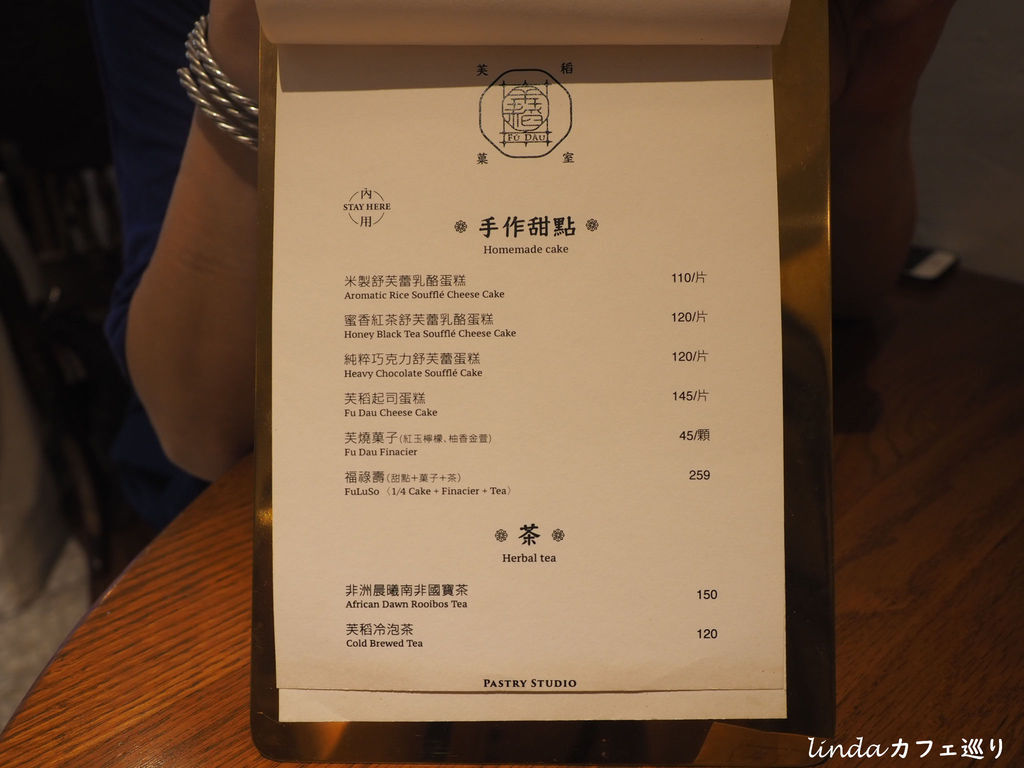 芙 稻
FU DAU
菓 室
內
STAY HERE
用
手作甜點
Homemade cake
米製舒芙蕾乳酪蛋糕 110/片
Aromatic Rice Soufflé Cheese Cake
蜜香紅茶舒芙蕾乳酪蛋糕 120/片
Honey Black Tea Soufflé Cheese Cake
純粹巧克力舒芙蕾蛋糕 120/片
Heavy Chocolate Soufflé Cake
芙稻起司蛋糕 145/片
Fu Dau Cheese Cake
芙燒菓子(紅玉檸檬、柚香金萱) 45/顆
Fu Dau Finacier
福祿壽(甜點+菓子+茶) 259
FuLuSo〈1/4 Cake + Finacier + Tea〉
茶
Herbal tea
非洲晨曦南非國寶茶 150
African Dawn Rooibos Tea
芙稻冷泡茶 120
Cold Brewed Tea
PASTRY STUDIO
lindaカフェ巡り